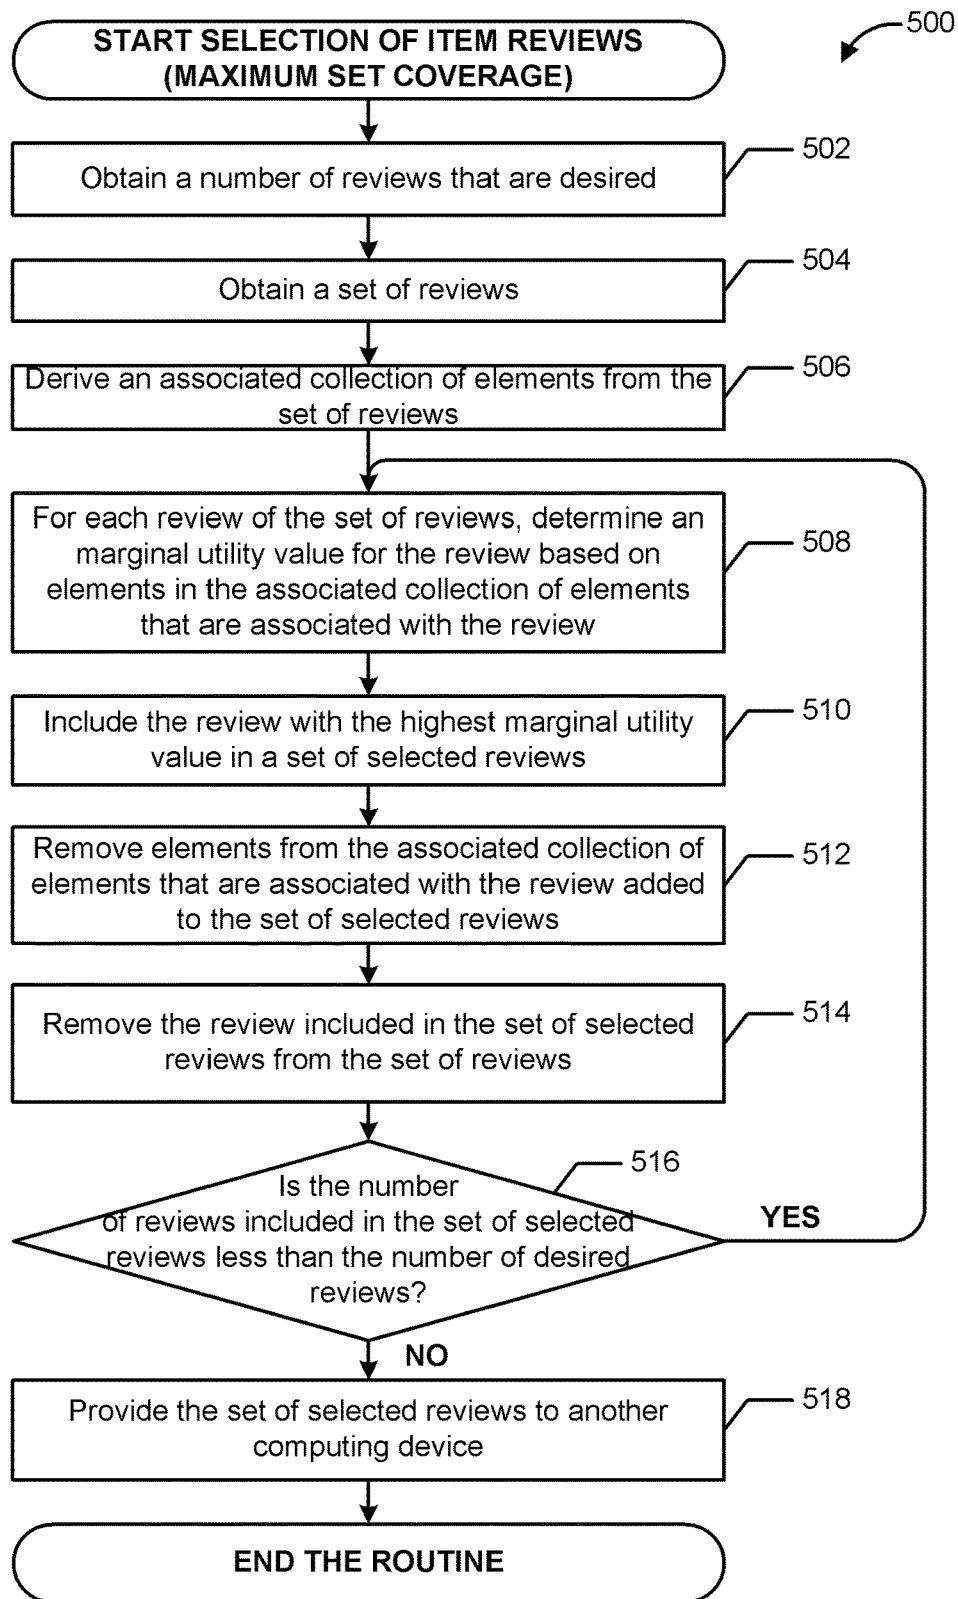 START SELECTION OF ITEM REVIEWS
(MAXIMUM SET COVERAGE)
500
502
Obtain a number of reviews that are desired
504
Obtain a set of reviews
506
Derive an associated collection of elements from the
set of reviews
For each review of the set of reviews, determine an
marginal utility value for the review based on
elements in the associated collection of elements
that are associated with the review
508
Include the review with the highest marginal utility
value in a set of selected reviews
510
Remove elements from the associated collection of
elements that are associated with the review added
to the set of selected reviews
512
Remove the review included in the set of selected
reviews from the set of reviews
514
516
Is the number
of reviews included in the set of selected
reviews less than the number of desired
reviews?
YES
NO
Provide the set of selected reviews to another
computing device
518
END THE ROUTINE